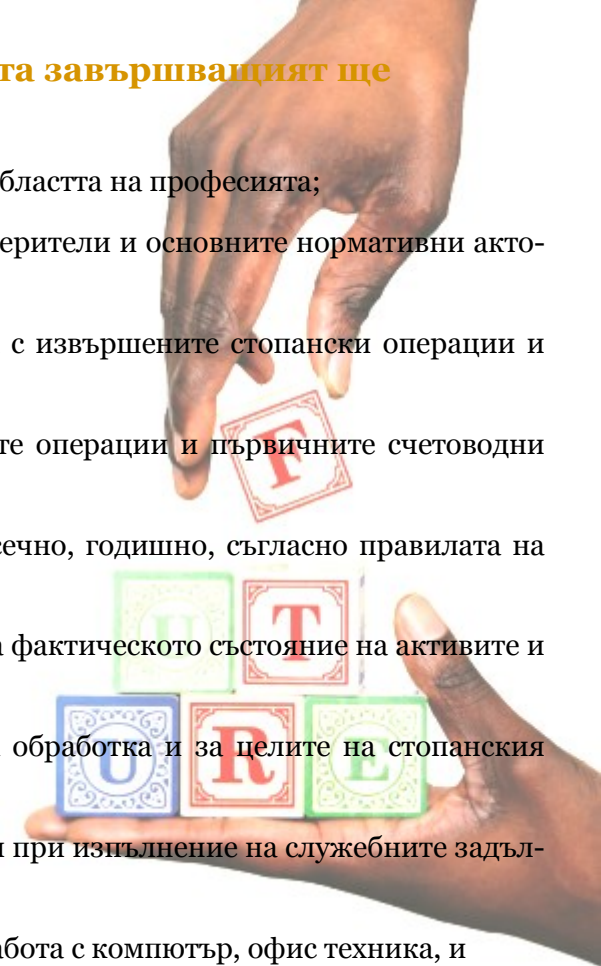 та завършващият ще
бластта на професията;
ерители и основните нормативни акто-
с извършените стопански операции и
те операции и първичните счетоводни
сечно, годишно, съгласно правилата на
а фактическото състояние на активите и
обработка и за целите на стопанския
и при изпълнение на служебните задъл-
абота с компютър, офис техника, и
F
U T
U R E